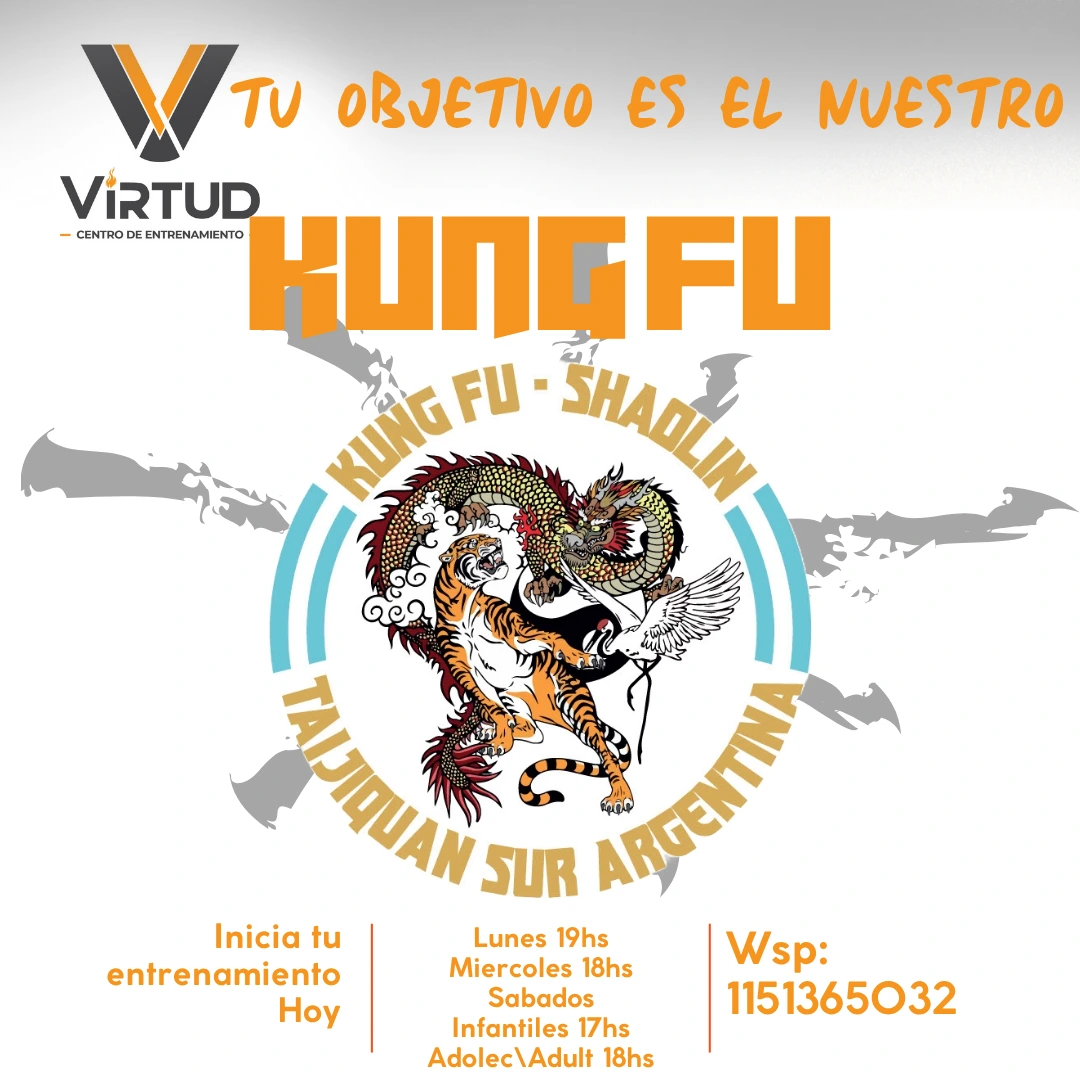 TU OBJETIVO ES EL NUESTRO
VIRTUD
CENTRO DE ENTRENAMIENTO
KUNG FU
KUNG FU · SHAOLIN
TAIJIQUAN SUR ARGENTINA
Inicia tu
entrenamiento
Hoy
Lunes 19hs
Miercoles 18hs
Sabados
Infantiles 17hs
Adolec\Adult 18hs
Wsp:
1151365032